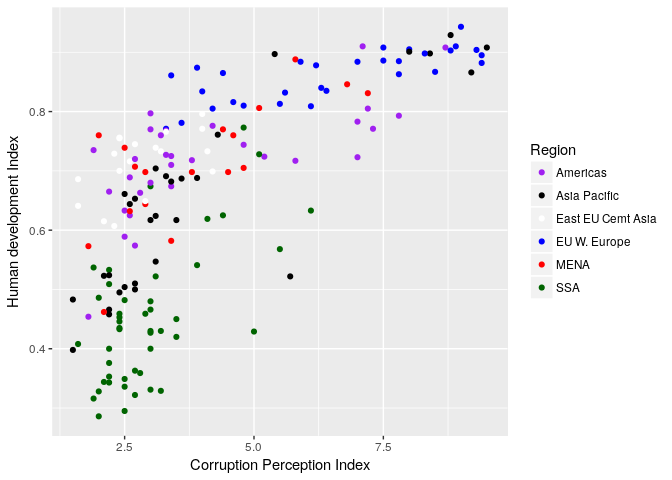 Human development Index
0.8
0.6
0.4
2.5
5.0
7.5
Corruption Perception Index
Region
Americas
Asia Pacific
East EU Cemt Asia
EU W. Europe
MENA
SSA